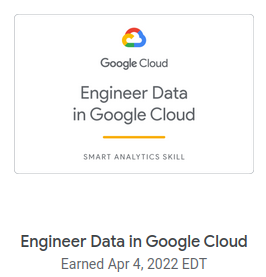 Google Cloud
Engineer Data
in Google Cloud
SMART ANALYTICS SKILL
Engineer Data in Google Cloud
Earned Apr 4, 2022 EDT